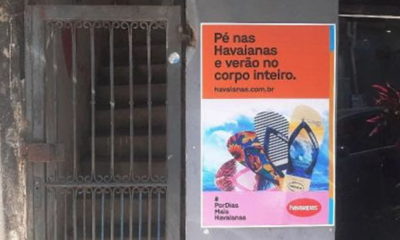 Pé nas
Havaianas
e verão no
corpo inteiro.
havaianas.com.br
#
PorDias
Mais
Havaianas
havaianas